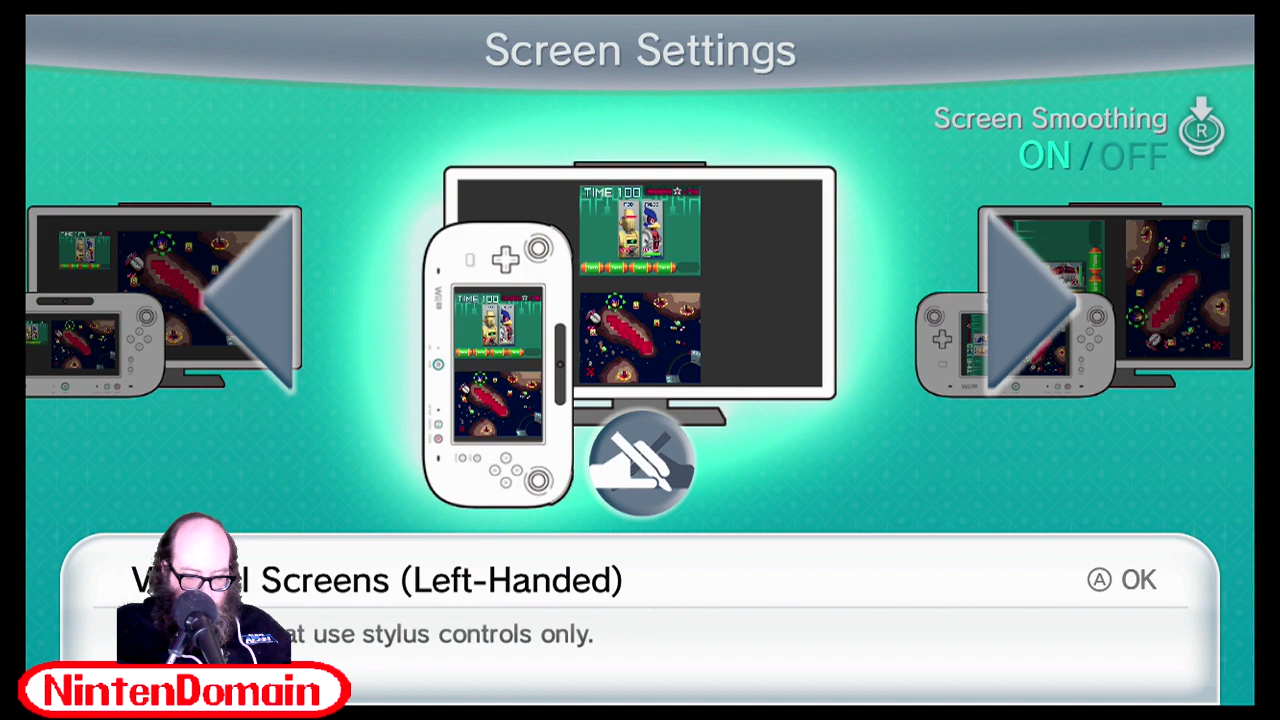 Screen Settings
Screen Smoothing
R
ON / OFF
TIME 100
TIME 100
Wii U
Screens (Left-Handed)
A OK
at use stylus controls only.
NintenDomain